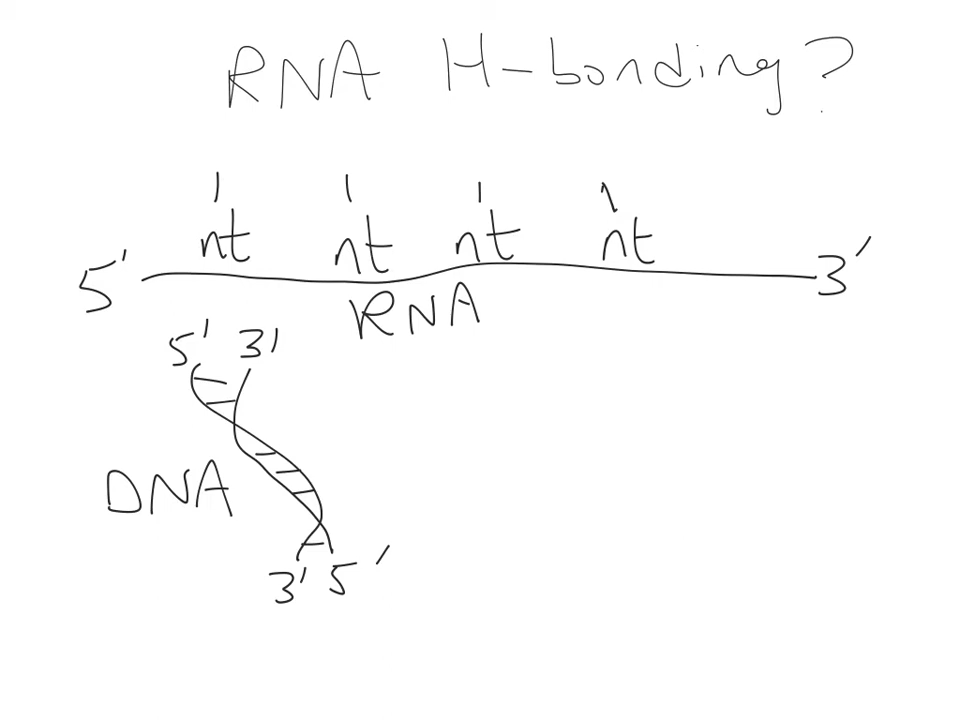 RNA H-bonding?
nt nt nt nt
5' 3'
RNA
5' 3'
DNA
3' 5'